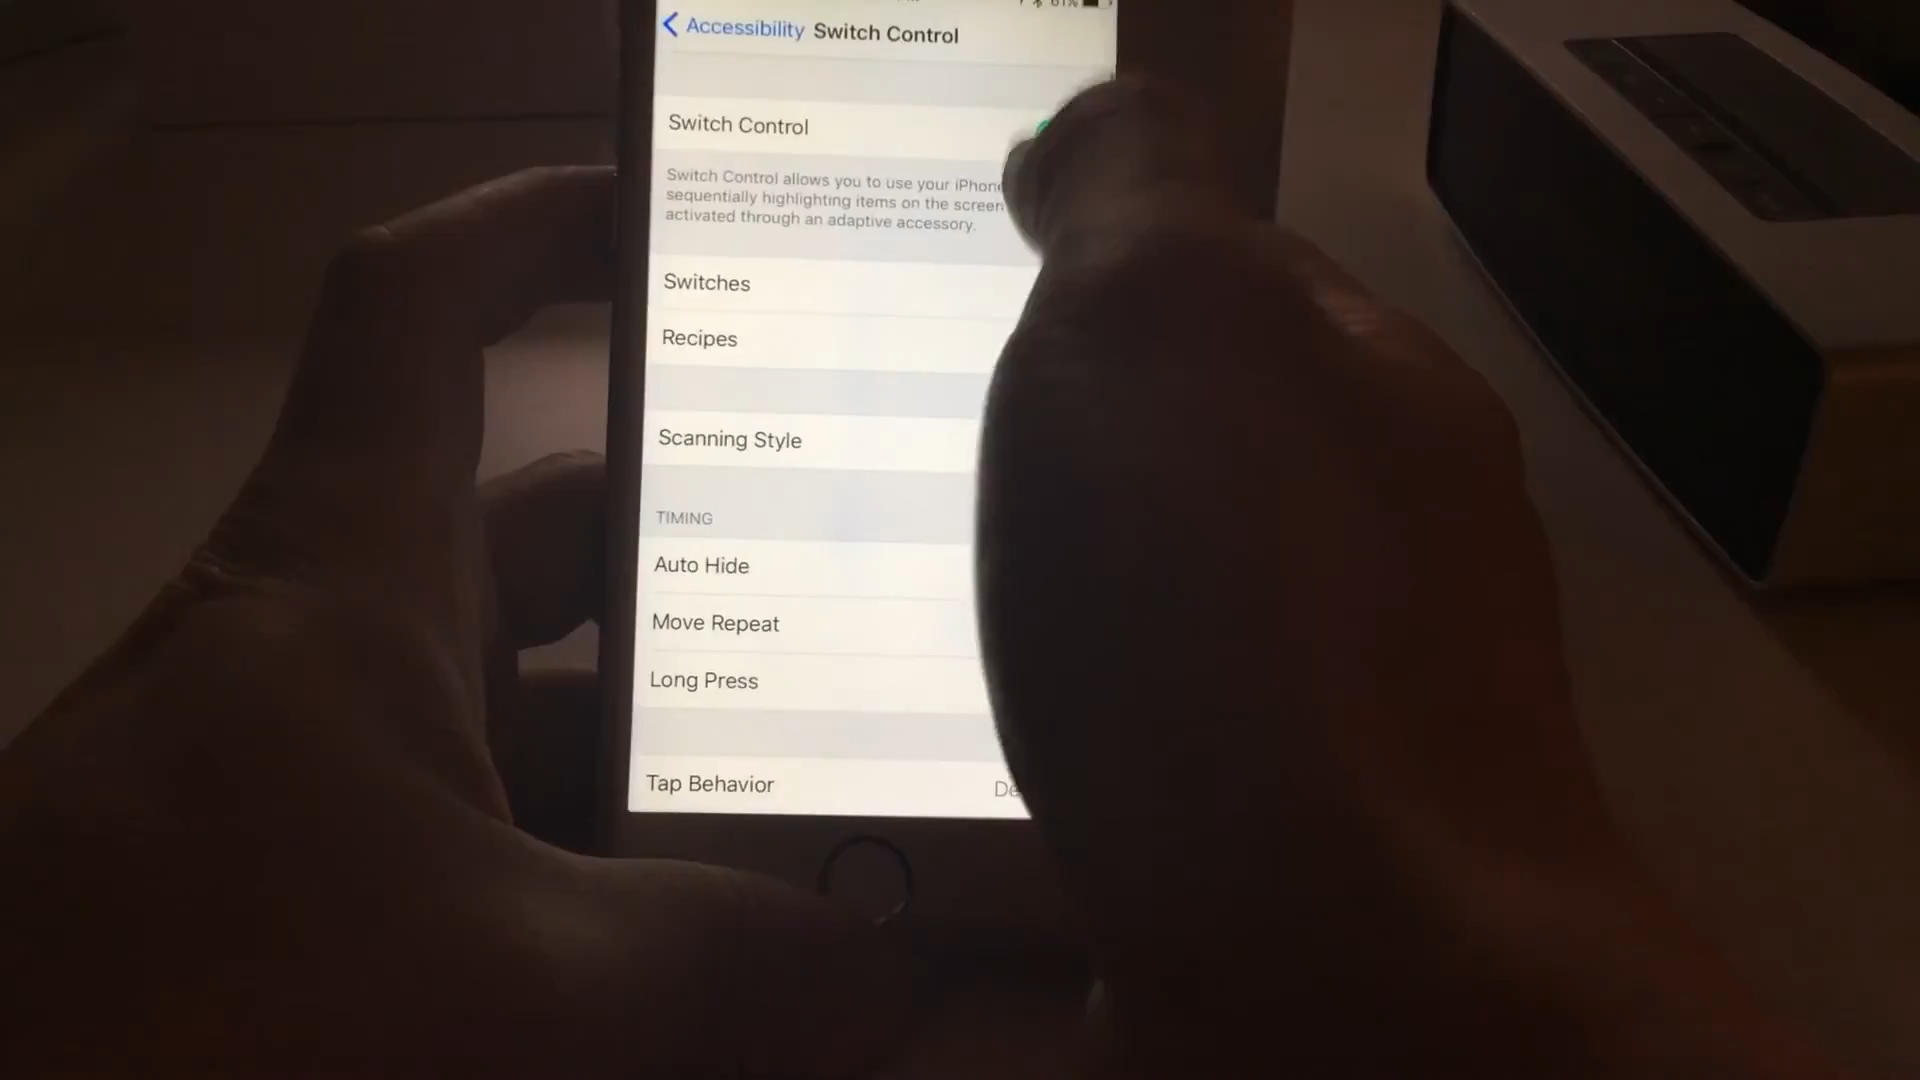 61%
Accessibility Switch Control
Switch Control
Switch Control allows you to use your
sequentially highlighting items on the screen
activated through an adaptive accessory.
Switches
Recipes
Scanning Style
TIMING
Auto Hide
Move Repeat
Long Press
Tap Behavior